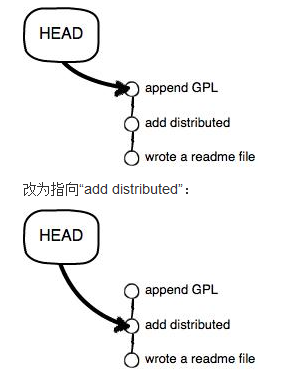 HEAD
append GPL
add distributed
wrote a readme file
改为指向“add distributed”：
HEAD
append GPL
add distributed
wrote a readme file